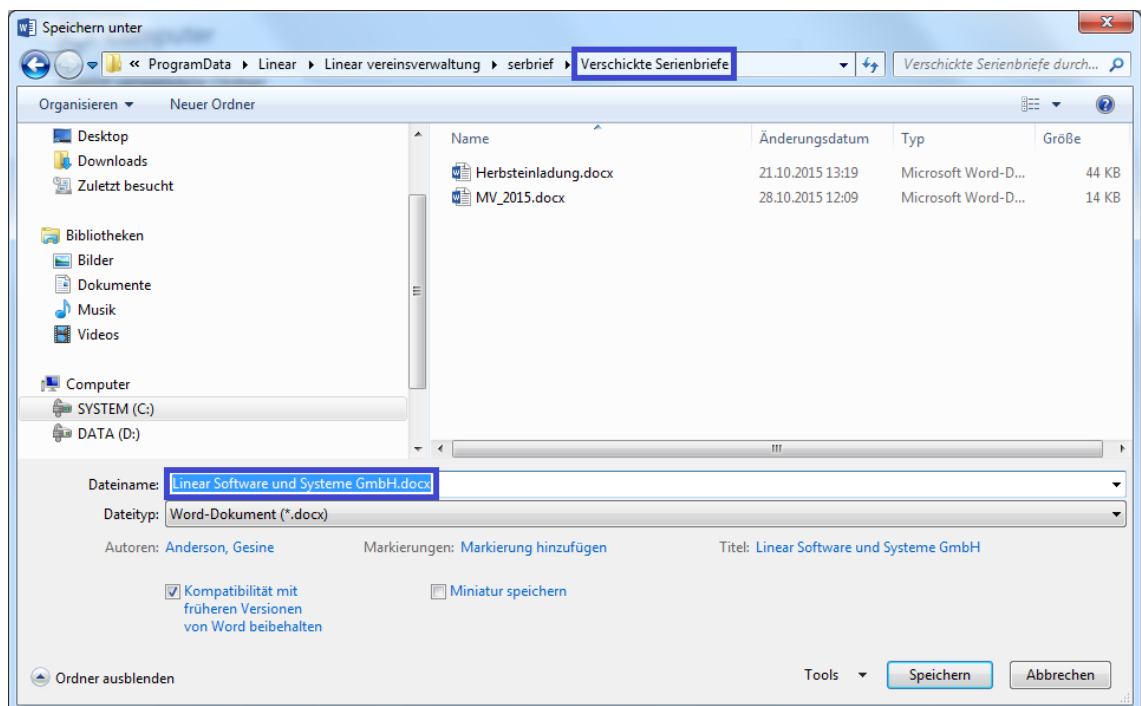 Speichern unter
« ProgramData Linear Linear vereinsverwaltung serbrief Verschickte Serienbriefe
Verschickte Serienbriefe durch...
Organisieren Neuer Ordner
Desktop
Downloads
Zuletzt besucht
Bibliotheken
Bilder
Dokumente
Musik
Videos
Computer
SYSTEM (C:)
DATA (D:)
Name Änderungsdatum Typ Größe
Herbsteinladung.docx 21.10.2015 13:19 Microsoft Word-D... 44 KB
MV_2015.docx 28.10.2015 12:09 Microsoft Word-D... 14 KB
Dateiname: Linear Software und Systeme GmbH.docx
Dateityp: Word-Dokument (*.docx)
Autoren: Anderson, Gesine Markierungen: Markierung hinzufügen Titel: Linear Software und Systeme GmbH
Kompatibilität mit
früheren Versionen
von Word beibehalten
Miniatur speichern
Ordner ausblenden Tools Speichern Abbrechen